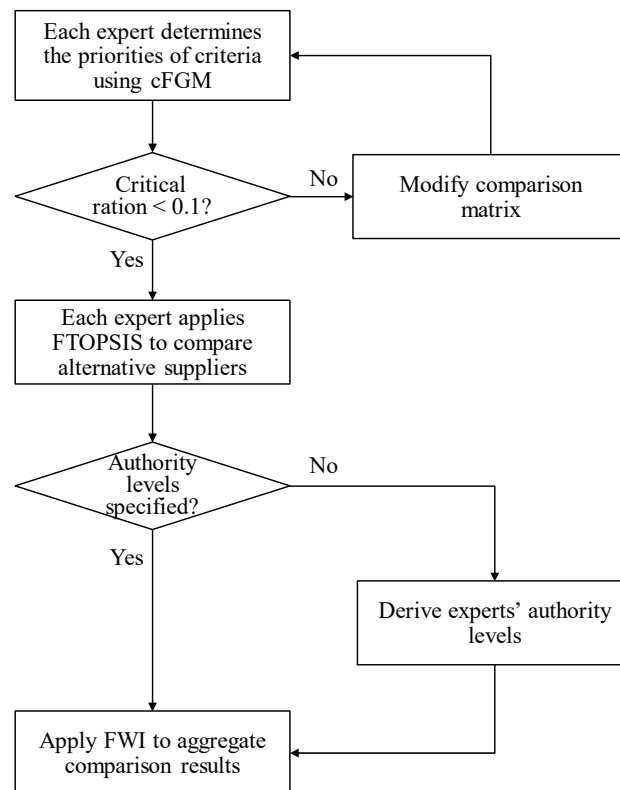 Each expert determines
the priorities of criteria
using cFGM
Critical
ration < 0.1?
No
Modify comparison
matrix
Yes
Each expert applies
FTOPSIS to compare
alternative suppliers
Authority
levels
specified?
No
Yes
Derive experts’ authority
levels
Apply FWI to aggregate
comparison results